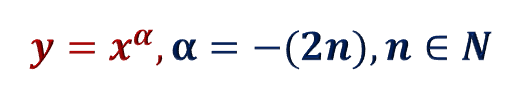 y = x^α, α = −(2n), n ∈ N